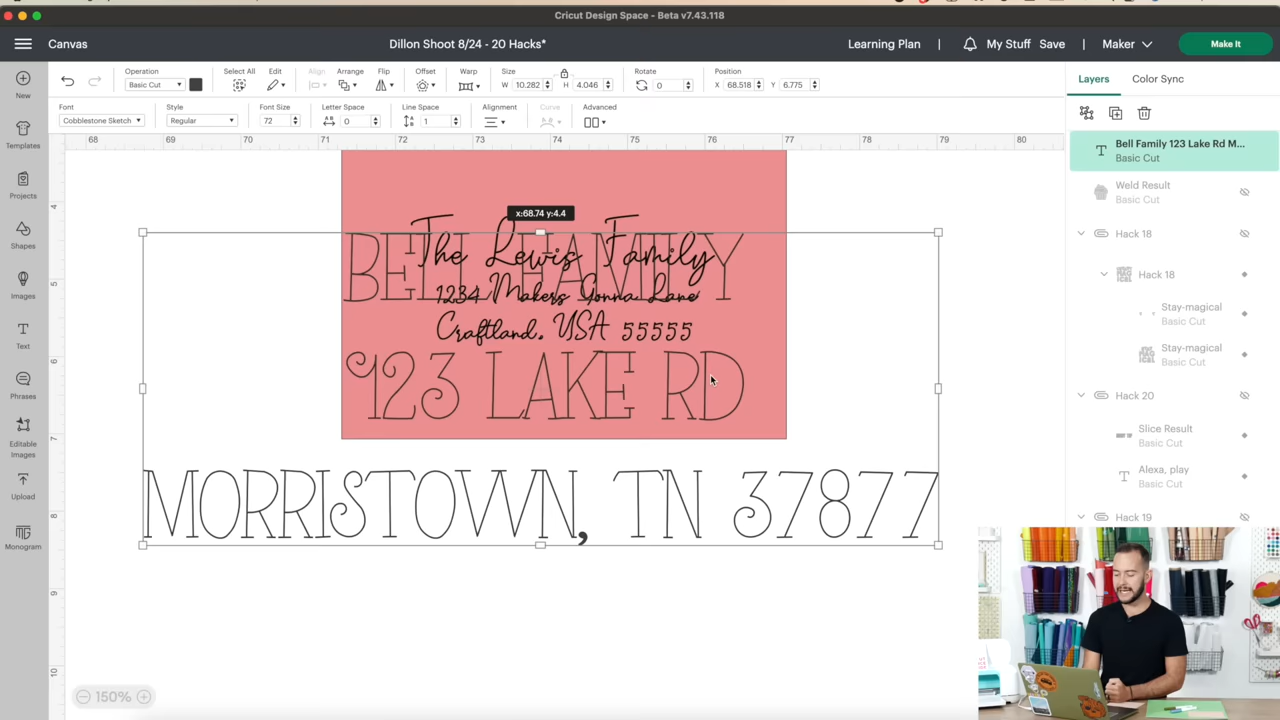 Cricut Design Space - Beta v7.43.118
Canvas
Dillon Shoot 8/24 - 20 Hacks*
Learning Plan | My Stuff Save | Maker Make It
Operation Select All Edit Align Arrange Flip Offset Warp Size Rotate Position
Basic Cut W 10.282 H 4.046 0 X 68.518 Y 6.775
Font Style Font Size Letter Space Line Space Alignment Curve Advanced
Cobblestone Sketch Regular 72 0 1
New
Templates
Projects
Shapes
Images
Text
Phrases
Editable
Images
Upload
Monogram
68 69 70 71 72 73 74 75 76 77 78 79 80
4
5
6
7
8
9
10
x:68.74 y:4.4
BELL FAMILY
123 LAKE RD
MORRISTOWN, TN 37877
The Lewis Family
1234 Makers Gonna Lane
Craftland, USA 55555
150%
Layers Color Sync
Bell Family 123 Lake Rd M...
Basic Cut
Weld Result
Basic Cut
Hack 18
Hack 18
Stay-magical
Basic Cut
Stay-magical
Basic Cut
Hack 20
Slice Result
Basic Cut
Alexa, play
Basic Cut
Hack 19